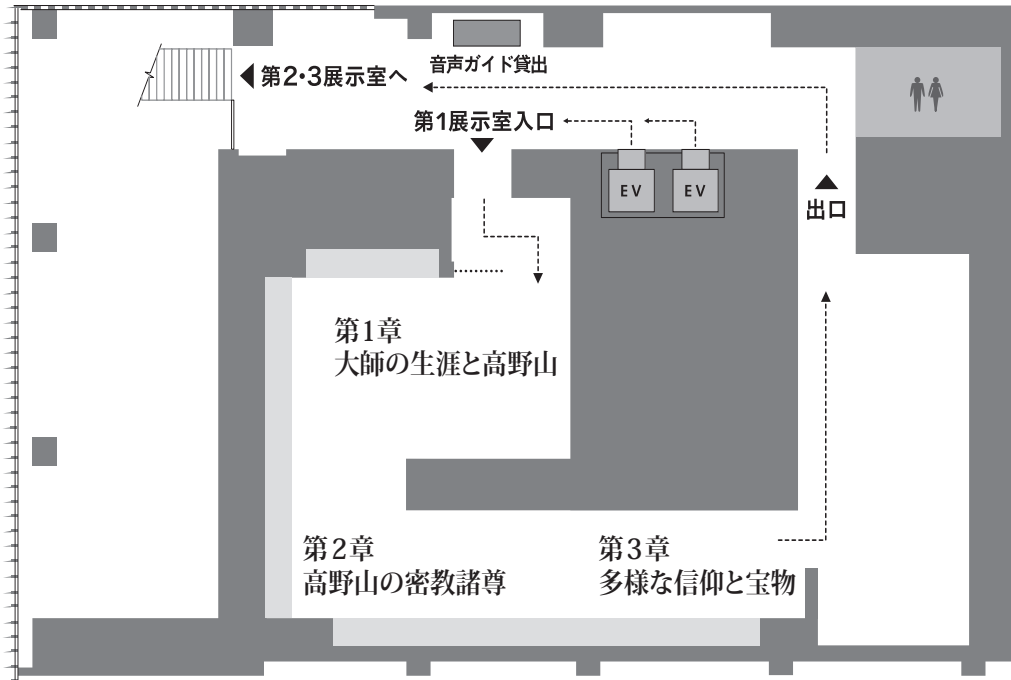 音声ガイド貸出
第2・3展示室へ
第1展示室入口
EV
EV
出口
第1章
大師の生涯と高野山
第2章
高野山の密教諸尊
第3章
多様な信仰と宝物